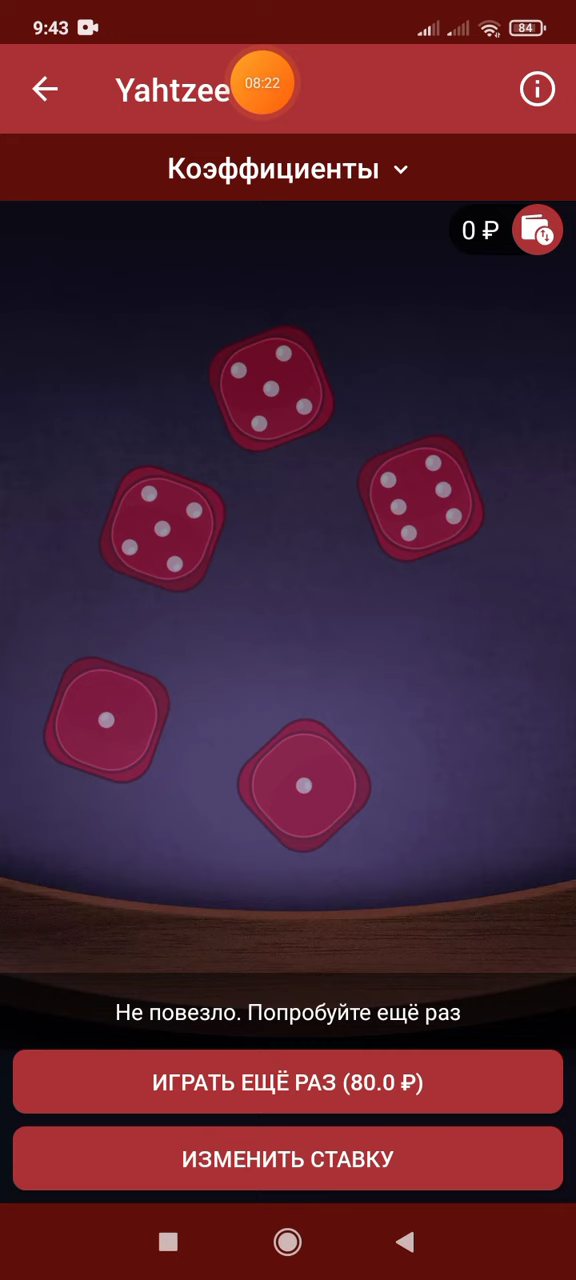 9:43
84
Yahtzee
08:22
Коэффициенты
0 ₽
Не повезло. Попробуйте ещё раз
ИГРАТЬ ЕЩЁ РАЗ (80.0 ₽)
ИЗМЕНИТЬ СТАВКУ